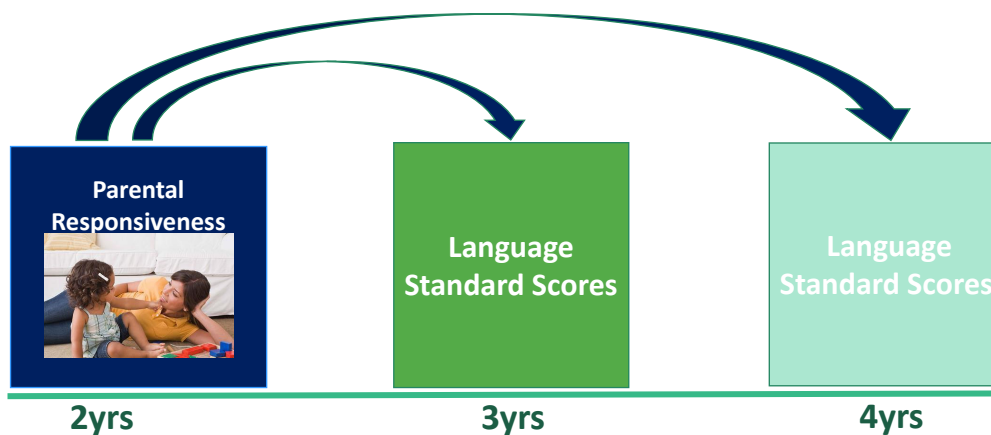 Parental
Responsiveness
Language
Standard Scores
Language
Standard Scores
2yrs
3yrs
4yrs